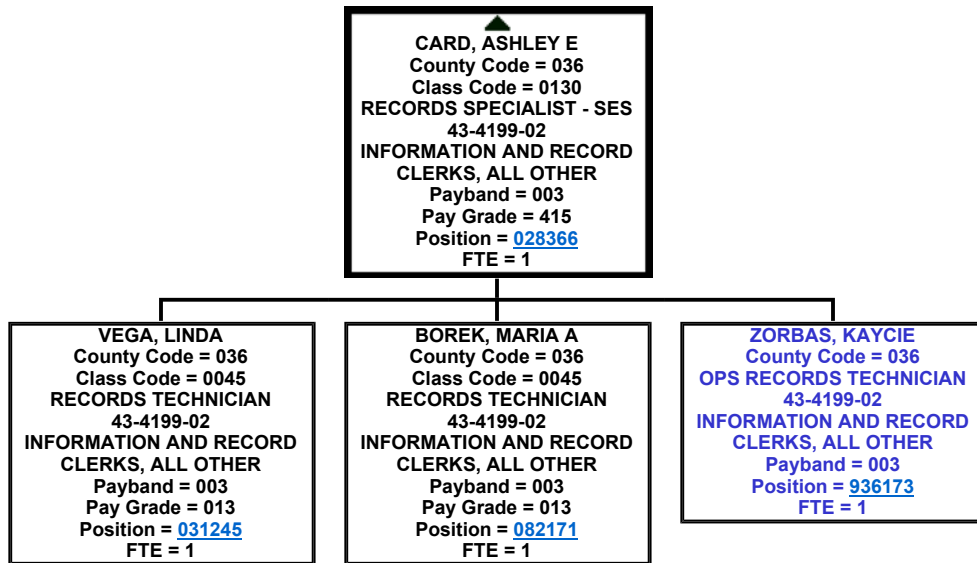 CARD, ASHLEY E
County Code = 036
Class Code = 0130
RECORDS SPECIALIST - SES
43-4199-02
INFORMATION AND RECORD
CLERKS, ALL OTHER
Payband = 003
Pay Grade = 415
Position = 028366
FTE = 1
VEGA, LINDA
County Code = 036
Class Code = 0045
RECORDS TECHNICIAN
43-4199-02
INFORMATION AND RECORD
CLERKS, ALL OTHER
Payband = 003
Pay Grade = 013
Position = 031245
FTE = 1
BOREK, MARIA A
County Code = 036
Class Code = 0045
RECORDS TECHNICIAN
43-4199-02
INFORMATION AND RECORD
CLERKS, ALL OTHER
Payband = 003
Pay Grade = 013
Position = 082171
FTE = 1
ZORBAS, KAYCIE
County Code = 036
OPS RECORDS TECHNICIAN
43-4199-02
INFORMATION AND RECORD
CLERKS, ALL OTHER
Payband = 003
Position = 936173
FTE = 1